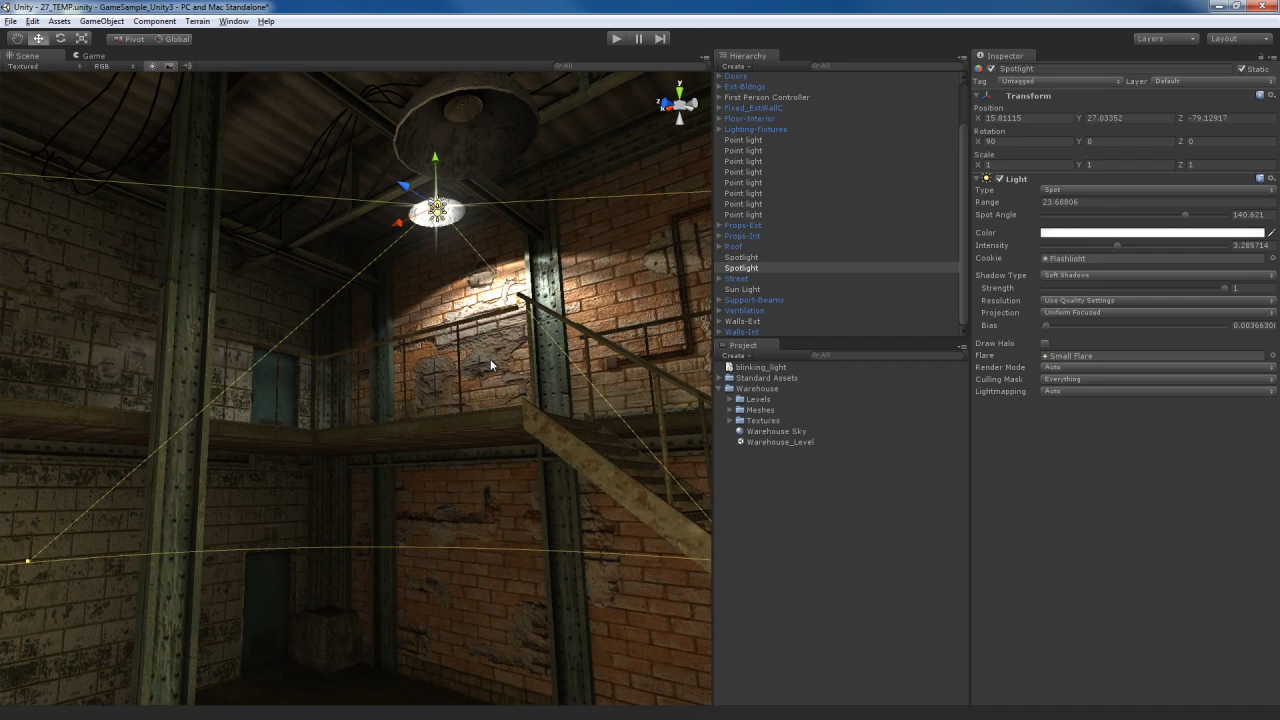 Unity - 27_TEMP.unity - GameSample_Unity3 - PC and Mac Standalone*
File Edit Assets GameObject Component Terrain Window Help
Pivot Global Layers Layout
Scene Game
Textured RGB All
y
z
x
Hierarchy
Create All
Doors
Ext-Bldngs
First Person Controller
Fixed_ExtWallC
Floor-Interior
Lighting-Fixtures
Point light
Point light
Point light
Point light
Point light
Point light
Point light
Point light
Props-Ext
Props-Int
Roof
Spotlight
Spotlight
Street
Sun Light
Support-Beams
Ventilation
Walls-Ext
Walls-Int
Project
Create All
blinking_light
Standard Assets
Warehouse
Levels
Meshes
Textures
Warehouse Sky
Warehouse_Level
Inspector
Spotlight Static
Tag Untagged Layer Default
Transform
Position
X 15.81115 Y 27.03352 Z -79.12917
Rotation
X 90 Y 0 Z 0
Scale
X 1 Y 1 Z 1
Light
Type Spot
Range 23.68806
Spot Angle 140.621
Color
Intensity 3.285714
Cookie Flashlight
Shadow Type Soft Shadows
Strength 1
Resolution Use Quality Settings
Projection Uniform Focused
Bias 0.0036630
Draw Halo
Flare Small Flare
Render Mode Auto
Culling Mask Everything
Lightmapping Auto